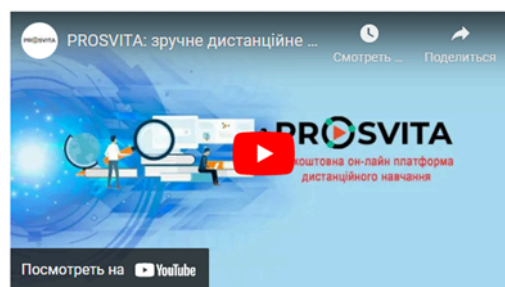 PROSVITA
PROSVITA: зручне дистанційне ...
Смотреть ...
Поделиться
PROSVITA
коштовна он-лайн платформа
дистанційного навчання
Посмотреть на YouTube